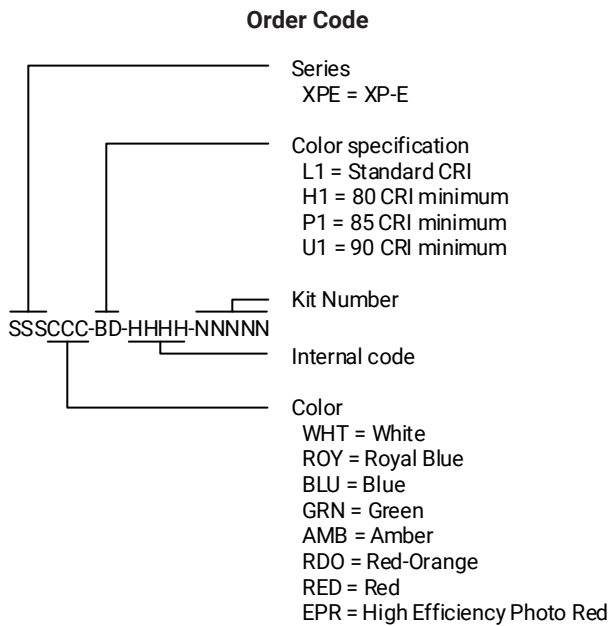 Order Code
Series
XPE = XP-E
Color specification
L1 = Standard CRI
H1 = 80 CRI minimum
P1 = 85 CRI minimum
U1 = 90 CRI minimum
Kit Number
SSSCCC-BD-HHHH-NNNNN
Internal code
Color
WHT = White
ROY = Royal Blue
BLU = Blue
GRN = Green
AMB = Amber
RDO = Red-Orange
RED = Red
EPR = High Efficiency Photo Red